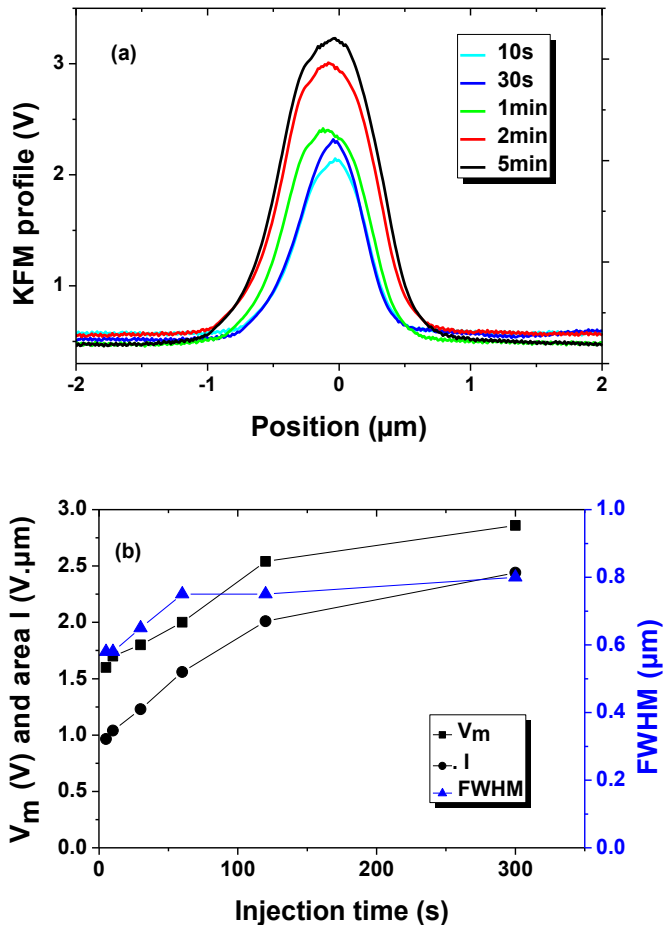 (a)
10s
30s
1min
2min
5min
3
2
1
KFM profile (V)
-2 -1 0 1 2
Position (µm)
(b)
3.0
2.5
2.0
1.5
1.0
0.5
0.0
Vm (V) and area I (V.µm)
1.0
0.8
0.6
0.4
0.2
0.0
FWHM (µm)
Vm
. I
FWHM
0 100 200 300
Injection time (s)